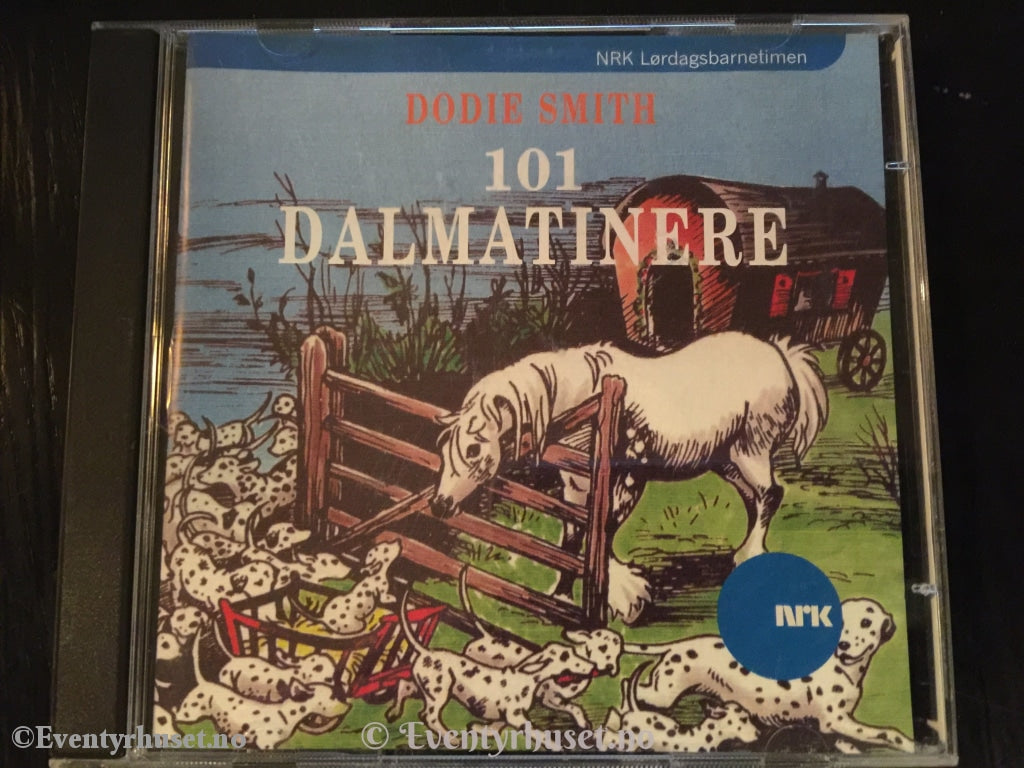 NRK Lørdagsbarnetimen
DODIE SMITH
101
DALMATINERE
NRK
©Eventyrhuset.no
© Eventyrhuset.no